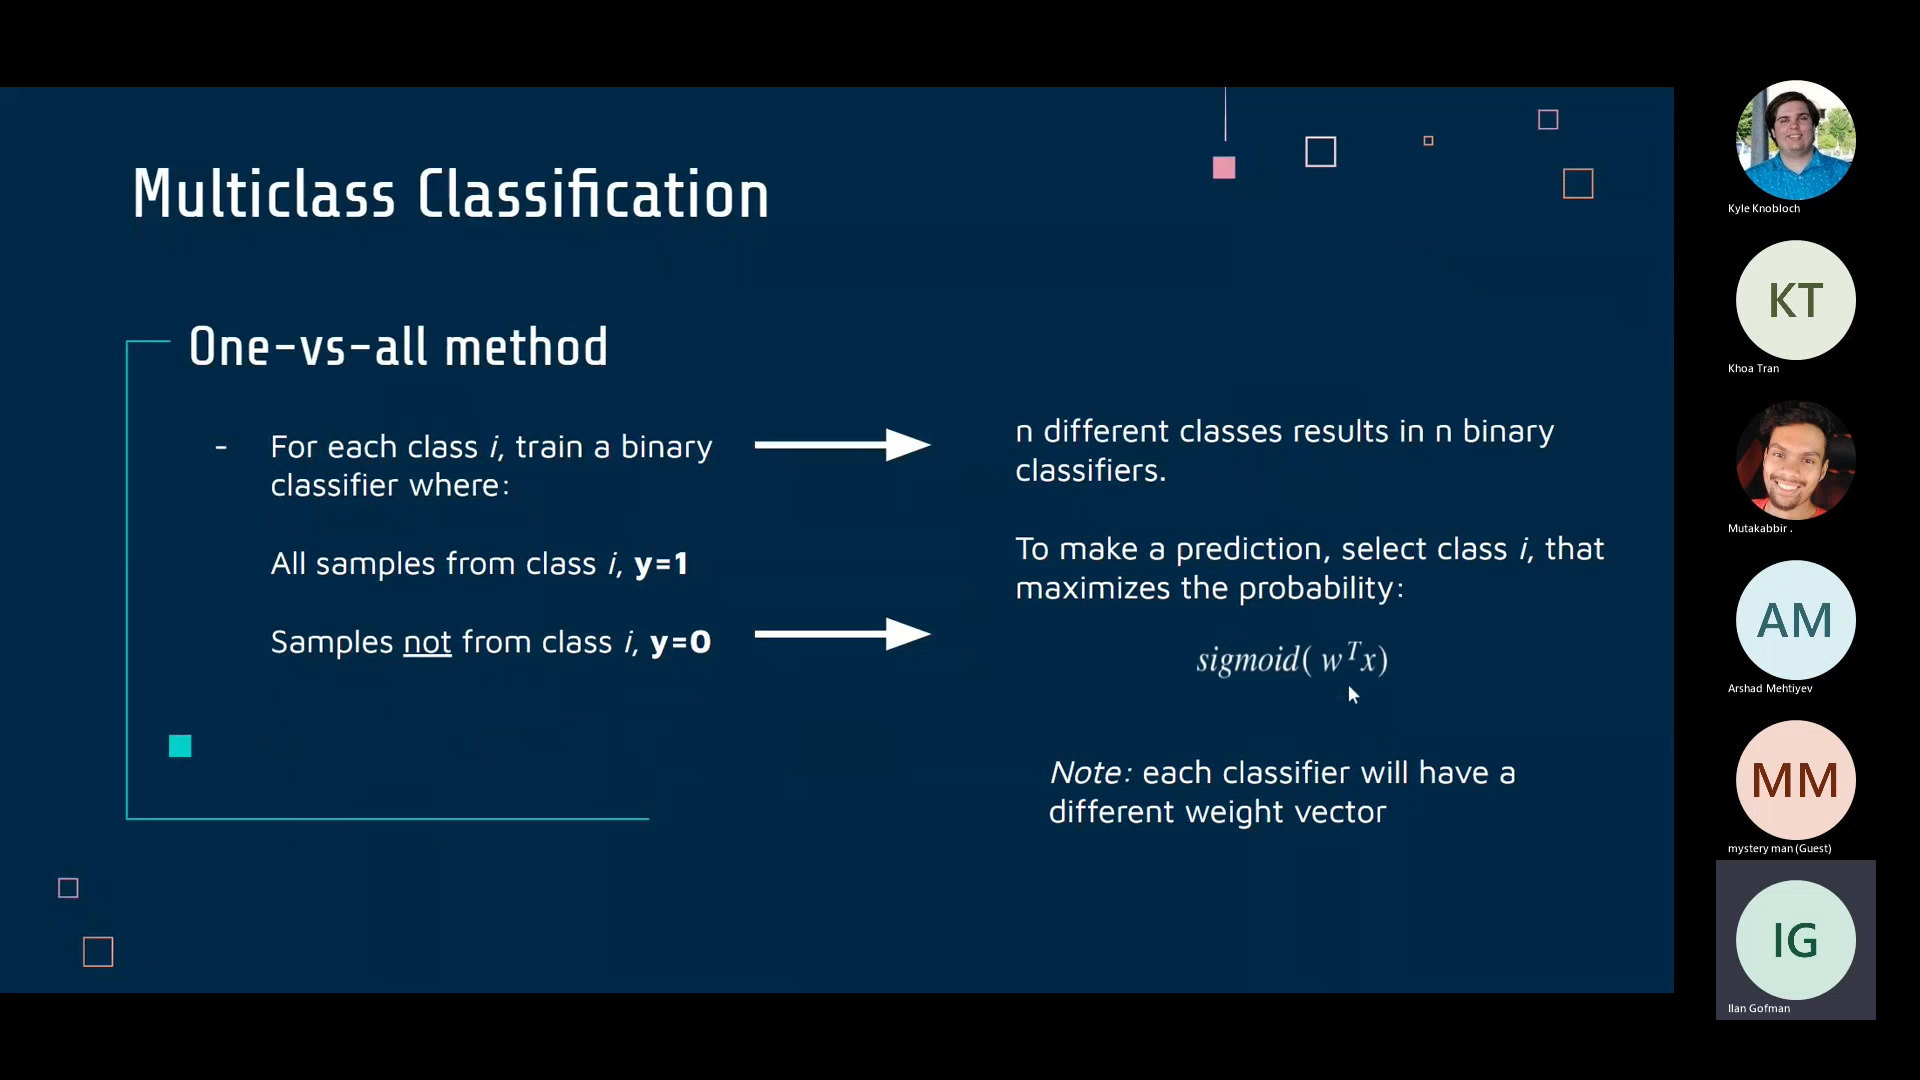 Multiclass Classification
One-vs-all method
- For each class i, train a binary
classifier where:
All samples from class i, y=1
Samples not from class i, y=0
n different classes results in n binary
classifiers.
To make a prediction, select class i, that
maximizes the probability:
sigmoid( wᵀx)
Note: each classifier will have a
different weight vector
Kyle Knobloch
KT
Khoa Tran
Mutakabbir .
AM
Arshad Mehtiyev
MM
mystery man (Guest)
IG
Ilan Gofman